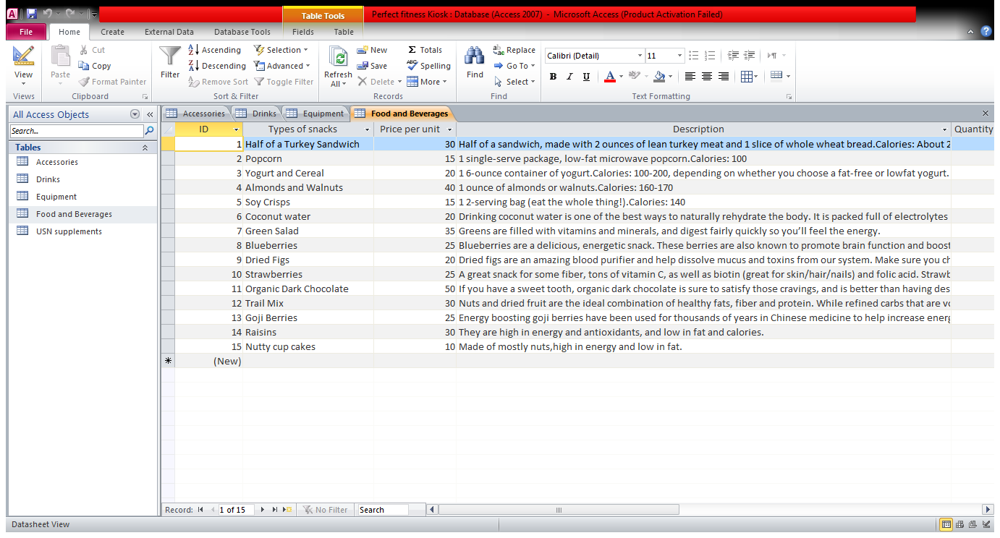 Table Tools
Perfect fitness Kiosk : Database (Access 2007) - Microsoft Access (Product Activation Failed)
File Home Create External Data Database Tools Fields Table
View
Views
Paste
Cut
Copy
Format Painter
Clipboard
Filter
Ascending
Descending
Remove Sort
Selection
Advanced
Toggle Filter
Sort & Filter
Refresh
All
New
Save
Delete
Totals
Spelling
More
Records
Find
Replace
Go To
Select
Find
Calibri (Detail) 11
B I U A
Text Formatting
All Access Objects
Search...
Tables
Accessories
Drinks
Equipment
Food and Beverages
USN supplements
Accessories Drinks Equipment Food and Beverages
ID Types of snacks Price per unit Description Quantity
1 Half of a Turkey Sandwich 30 Half of a sandwich, made with 2 ounces of lean turkey meat and 1 slice of whole wheat bread.Calories: About 2
2 Popcorn 15 1 single-serve package, low-fat microwave popcorn.Calories: 100
3 Yogurt and Cereal 20 1 6-ounce container of yogurt.Calories: 100-200, depending on whether you choose a fat-free or lowfat yogurt.
4 Almonds and Walnuts 40 1 ounce of almonds or walnuts.Calories: 160-170
5 Soy Crisps 15 1 2-serving bag (eat the whole thing!).Calories: 140
6 Coconut water 20 Drinking coconut water is one of the best ways to naturally rehydrate the body. It is packed full of electrolytes
7 Green Salad 35 Greens are filled with vitamins and minerals, and digest fairly quickly so you’ll feel the energy.
8 Blueberries 25 Blueberries are a delicious, energetic snack. These berries are also known to promote brain function and boost
9 Dried Figs 20 Dried figs are an amazing blood purifier and help dissolve mucus and toxins from our system. Make sure you ch
10 Strawberries 25 A great snack for some fiber, tons of vitamin C, as well as biotin (great for skin/hair/nails) and folic acid. Strawb
11 Organic Dark Chocolate 50 If you have a sweet tooth, organic dark chocolate is sure to satisfy those cravings, and is better than having des
12 Trail Mix 30 Nuts and dried fruit are the ideal combination of healthy fats, fiber and protein. While refined carbs that are vo
13 Goji Berries 25 Energy boosting goji berries have been used for thousands of years in Chinese medicine to help increase energ
14 Raisins 30 They are high in energy and antioxidants, and low in fat and calories.
15 Nutty cup cakes 10 Made of mostly nuts,high in energy and low in fat.
(New)
Record: 1 of 15 No Filter Search
Datasheet View